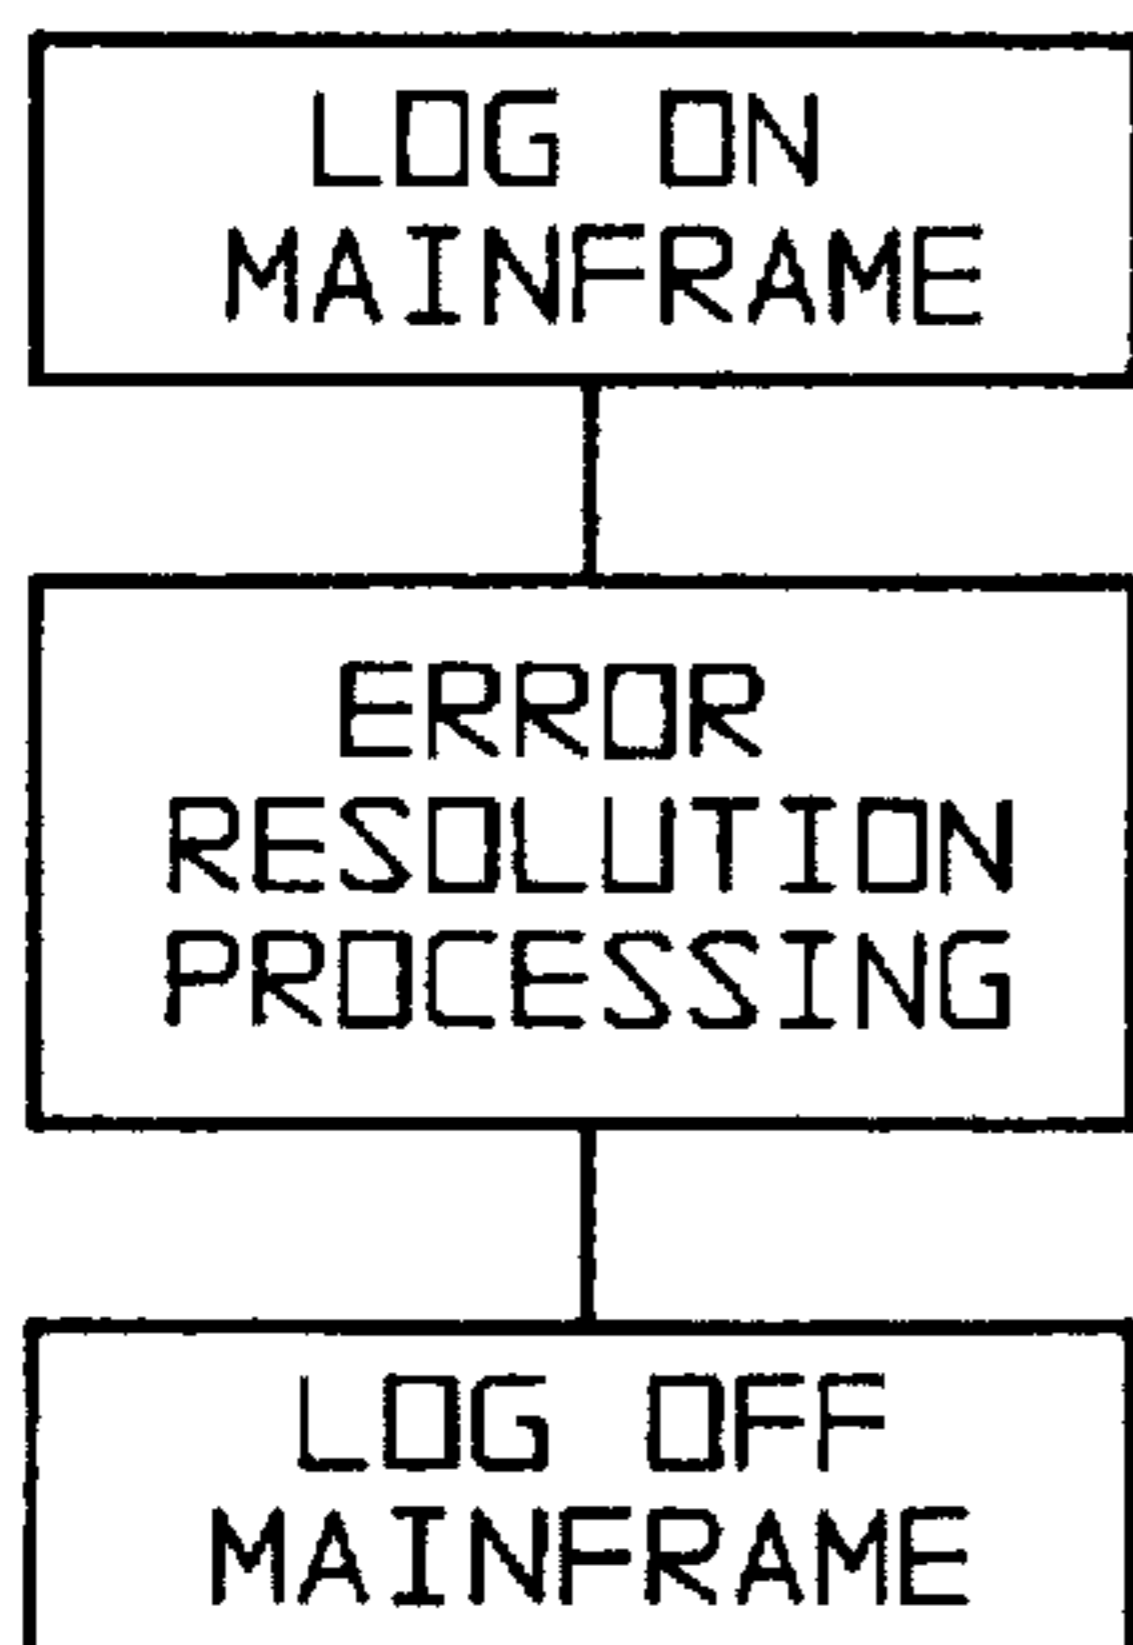 LOG ON
MAINFRAME
ERROR
RESOLUTION
PROCESSING
LOG OFF
MAINFRAME